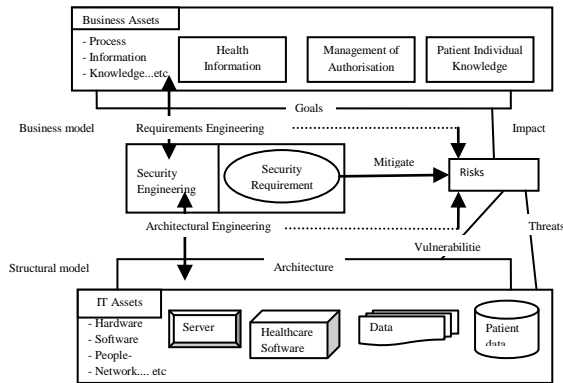 Business Assets
- Process
- Information
- Knowledge...etc
Health
Information
Management of
Authorisation
Patient Individual
Knowledge
Goals
Business model
Requirements Engineering
Impact
Security
Engineering
Security
Requirement
Mitigate
Risks
Architectural Engineering
Threats
Vulnerabilitie
Structural model
Architecture
IT Assets
- Hardware
- Software
- People-
- Network.... etc
Server
Healthcare
Software
Data
Patient
data